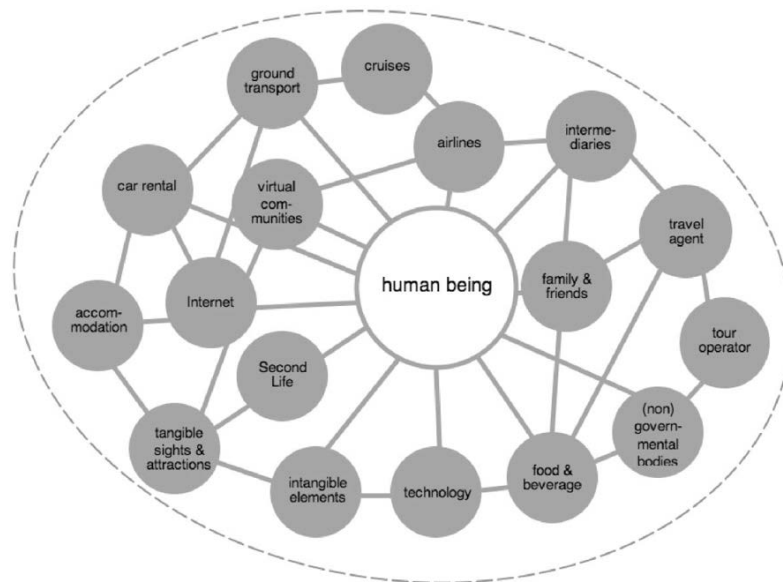 ground
transport
cruises
airlines
interme-
diaries
car rental
virtual
com-
munities
travel
agent
human being
family &
friends
Internet
accom-
modation
tour
operator
Second
Life
(non)
govern-
mental
bodies
tangible
sights &
attractions
intangible
elements
technology
food &
beverage